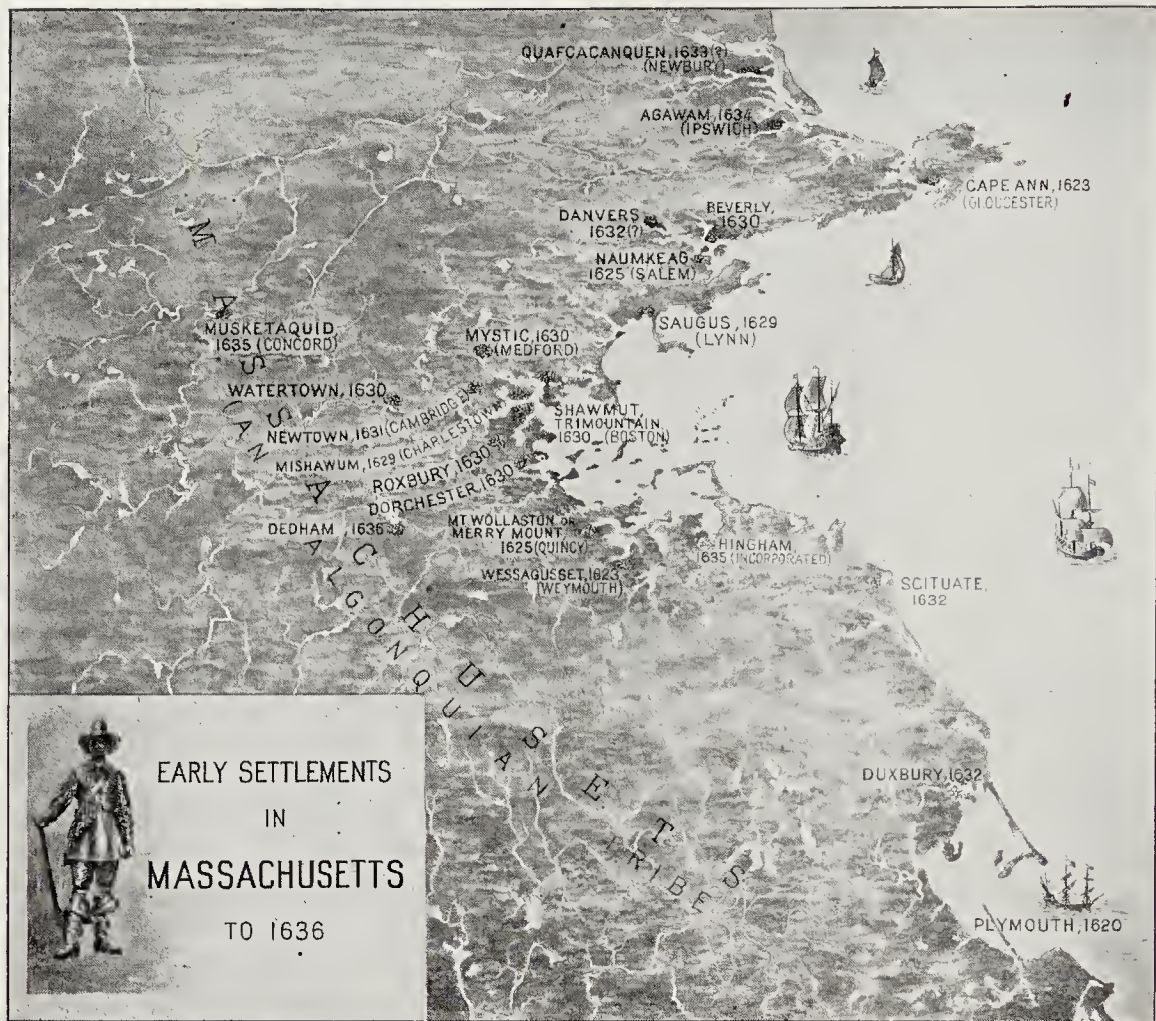 QUAFCACANQUEN, 1633(?)
(NEWBURY)
AGAWAM, 1634
(IPSWICH)
CAPE ANN, 1623
(GLOUCESTER)
DANVERS
1632(?)
BEVERLY,
1630
NAUMKEAG
1625 (SALEM)
SAUGUS, 1629
(LYNN)
MUSKETAQUID,
1635 (CONCORD)
MYSTIC, 1630
(MEDFORD)
WATERTOWN, 1630
NEWTOWN, 1631 (CAMBRIDGE)
MISHAWUM, 1629 (CHARLESTOWN)
SHAWMUT,
TRIMOUNTAIN
1630 (BOSTON)
ROXBURY, 1630
DORCHESTER, 1630
DEDHAM 1636
MT. WOLLASTON OR
MERRY MOUNT
1625 (QUINCY)
HINGHAM,
1635 (INCORPORATED)
WESSAGUSSET, 1623
(WEYMOUTH)
SCITUATE,
1632
MASSACHUSETTS
(AN ALGONQUIAN TRIBE
DUXBURY, 1632
PLYMOUTH, 1620
EARLY SETTLEMENTS
IN
MASSACHUSETTS
TO 1636